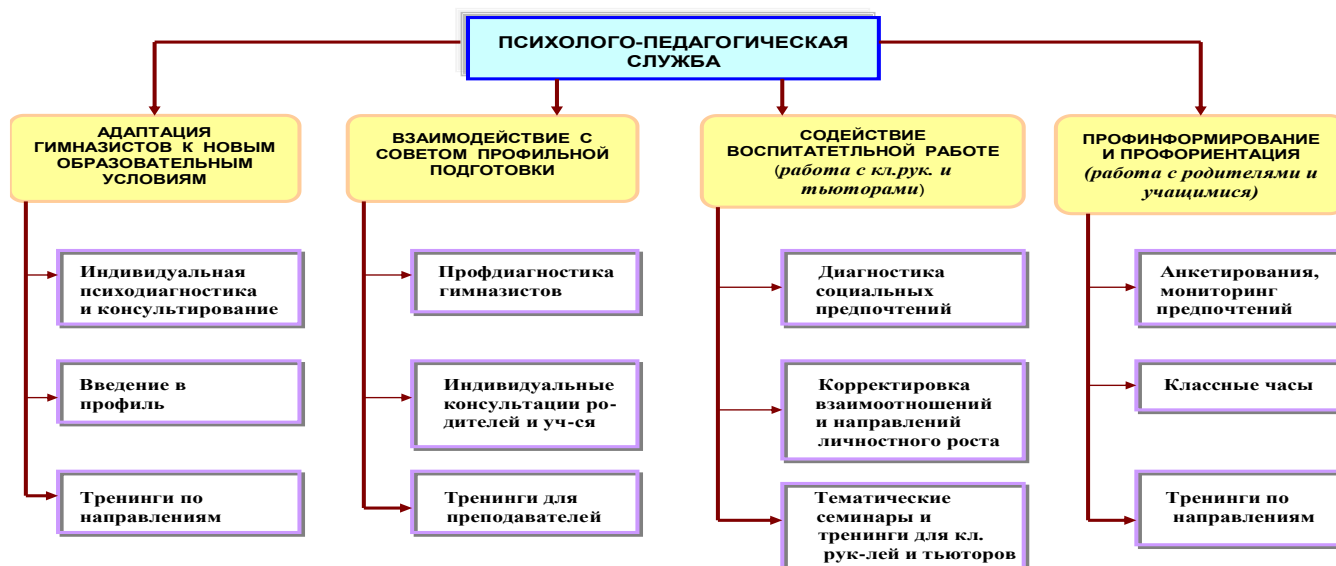 ПСИХОЛОГО-ПЕДАГОГИЧЕСКАЯ
СЛУЖБА
АДАПТАЦИЯ
ГИМНАЗИСТОВ К НОВЫМ
ОБРАЗОВАТЕЛЬНЫМ
УСЛОВИЯМ
Индивидуальная
психодиагностика
и консультирование
Введение в
профиль
Тренинги по
направлениям
ВЗАИМОДЕЙСТВИЕ С
СОВЕТОМ ПРОФИЛЬНОЙ
ПОДГОТОВКИ
Профдиагностика
гимназистов
Индивидуальные
консультации ро-
дителей и уч-ся
Тренинги для
преподавателей
СОДЕЙСТВИЕ
ВОСПИТАТЕТЛЬНОЙ РАБОТЕ
(работа с кл.рук. и
тьюторами)
Диагностика
социальных
предпочтений
Корректировка
взаимоотношений
и направлений
личностного роста
Тематические
семинары и
тренинги для кл.
рук-лей и тьюторов
ПРОФИНФОРМИРОВАНИЕ
И ПРОФОРИЕНТАЦИЯ
(работа с родителями и
учащимися)
Анкетирования,
мониторинг
предпочтений
Классные часы
Тренинги по
направлениям